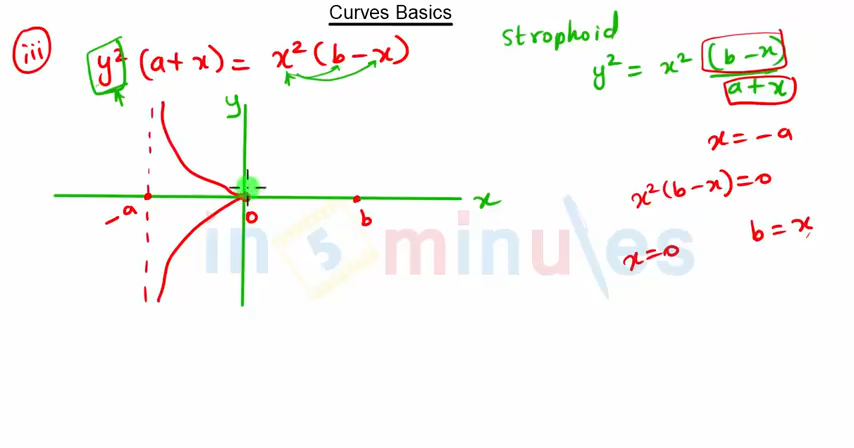 Curves Basics
iii
y² (a+x) = x² (b-x)
strophoid
y² = x² (b-x)
a+x
x = -a
x²(b-x)=0
b = x
x=0
y
x
-a
0
b
in 5 minutes